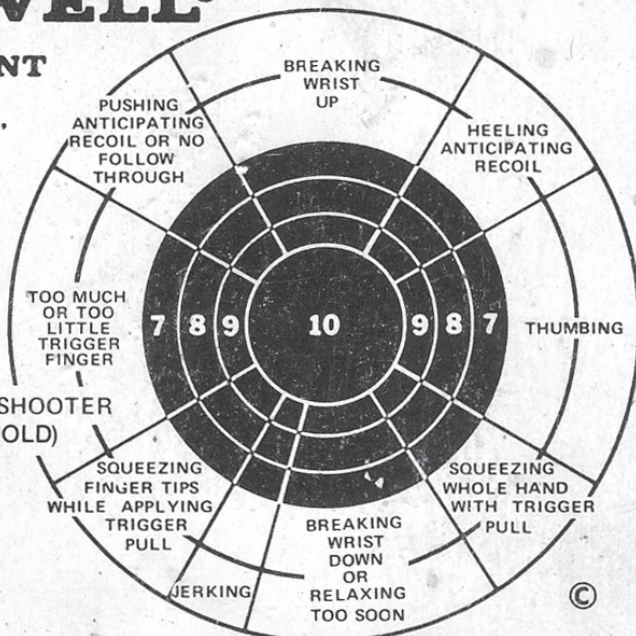 WELL
NT
BREAKING
WRIST
UP
PUSHING
ANTICIPATING
RECOIL OR NO
FOLLOW
THROUGH
HEELING
ANTICIPATING
RECOIL
TOO MUCH
OR TOO
LITTLE
TRIGGER
FINGER
7 8 9 10 9 8 7
THUMBING
SHOOTER
OLD)
SQUEEZING
FINGER TIPS
WHILE APPLYING
TRIGGER
PULL
SQUEEZING
WHOLE HAND
WITH TRIGGER
PULL
BREAKING
WRIST
DOWN
OR
RELAXING
TOO SOON
JERKING
©